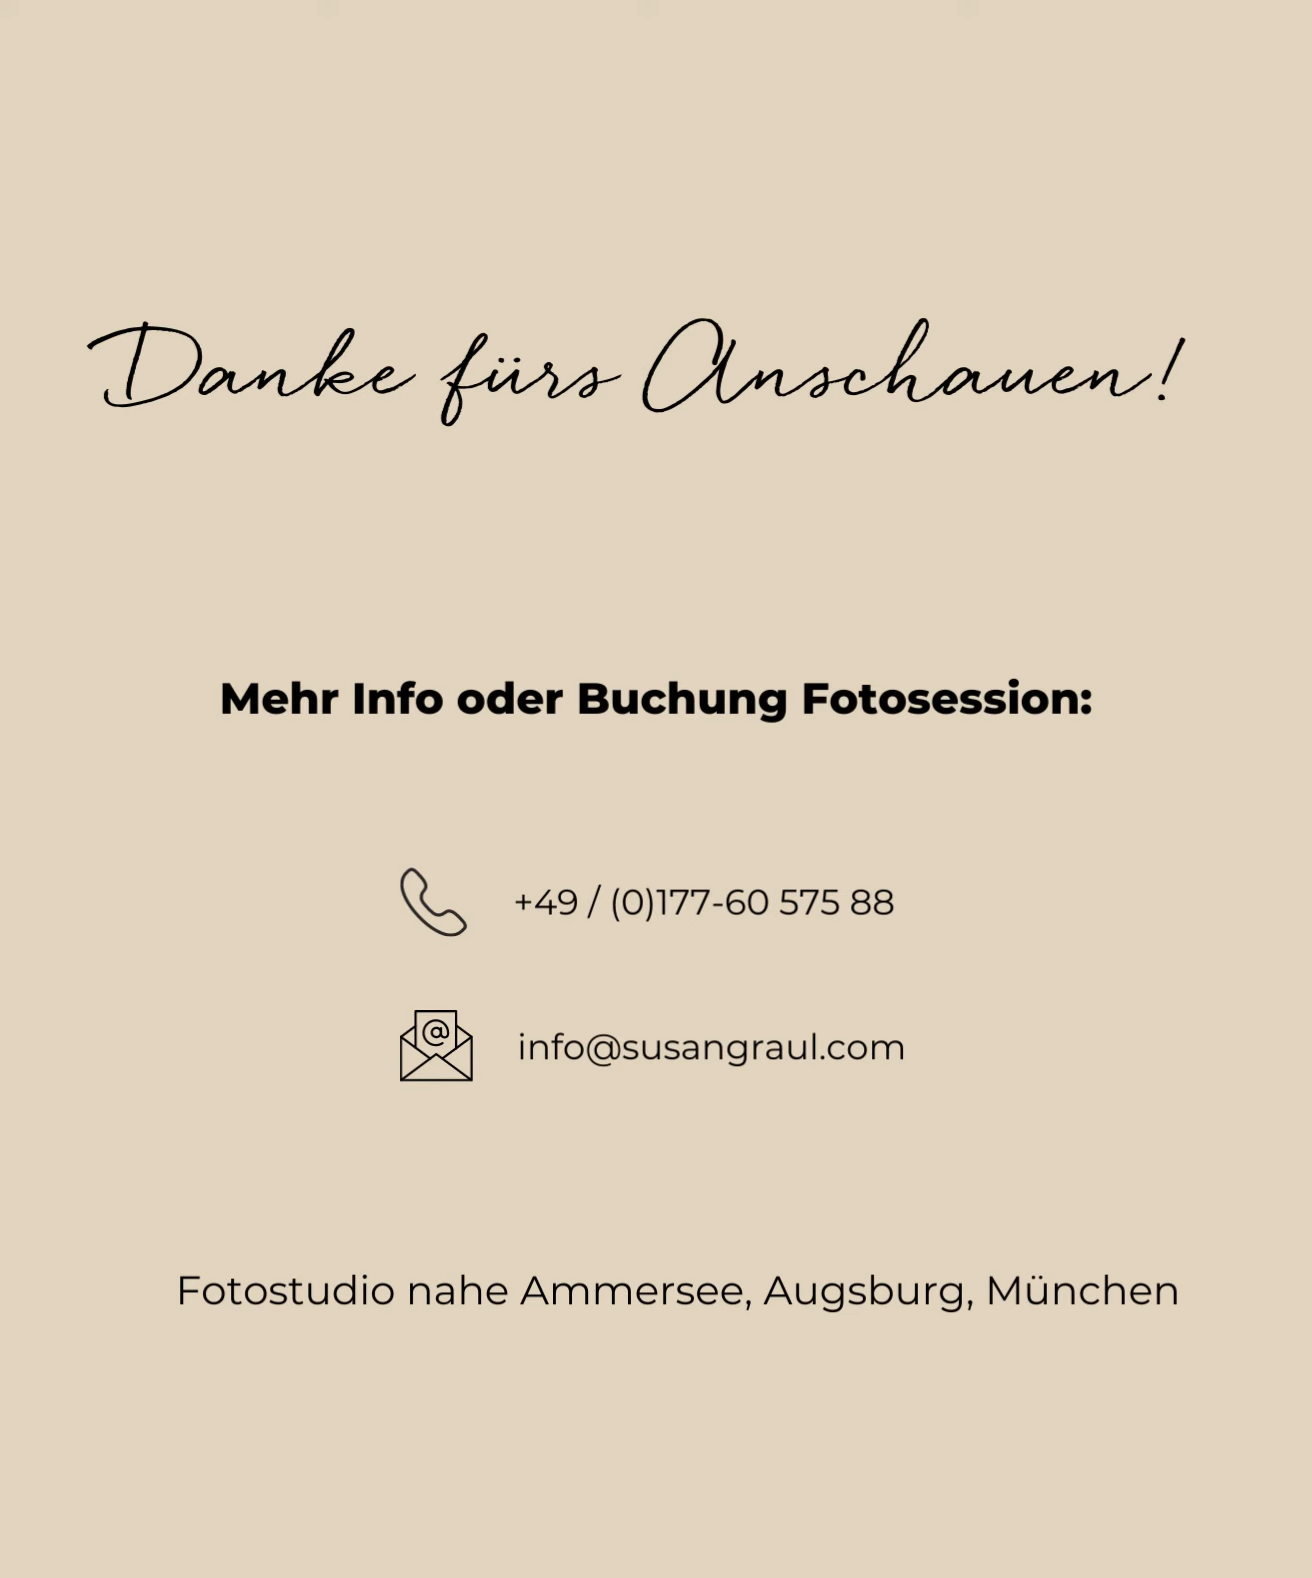 Danke fürs Anschauen!
Mehr Info oder Buchung Fotosession:
+49 / (0)177-60 575 88
@
info@susangraul.com
Fotostudio nahe Ammersee, Augsburg, München